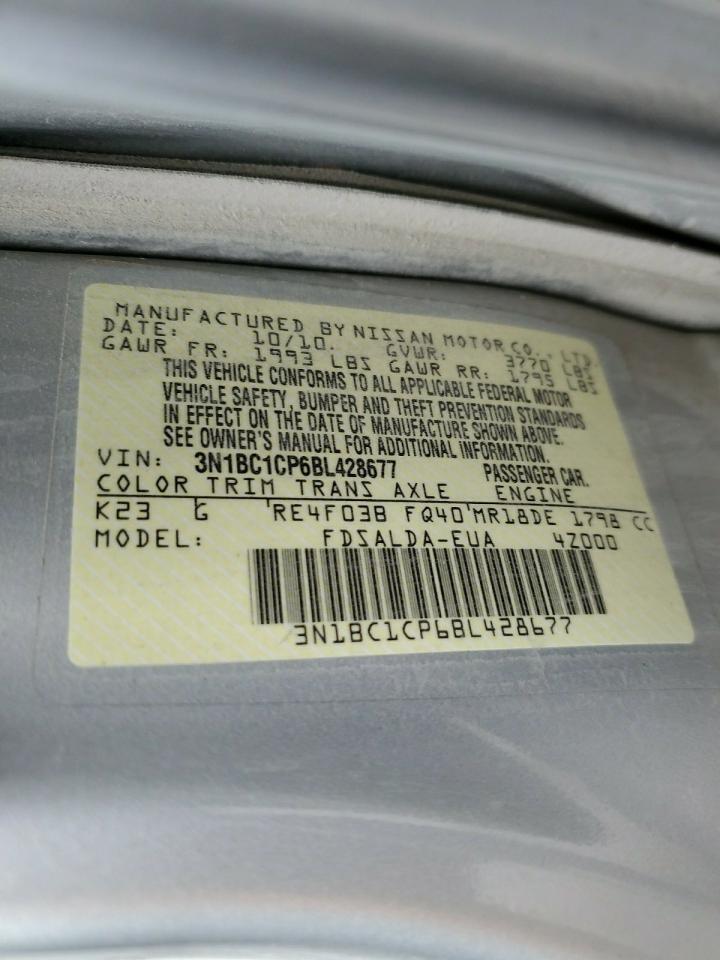 MANUFACTURED BY NISSAN MOTOR CO., LTD.
DATE: 10/10. GVWR: 3770 LBS
GAWR FR: 1993 LBS GAWR RR: 1795 LBS
THIS VEHICLE CONFORMS TO ALL APPLICABLE FEDERAL MOTOR
VEHICLE SAFETY, BUMPER AND THEFT PREVENTION STANDARDS
IN EFFECT ON THE DATE OF MANUFACTURE SHOWN ABOVE.
SEE OWNER'S MANUAL FOR ADDITIONAL INFORMATION.
VIN: 3N1BC1CP6BL428677 PASSENGER CAR.
COLOR TRIM TRANS AXLE ENGINE
K23 G RE4F03B FQ40 MR18DE 1798 CC
MODEL: FDSALDA-EUA 4Z000
3N1BC1CP6BL428677